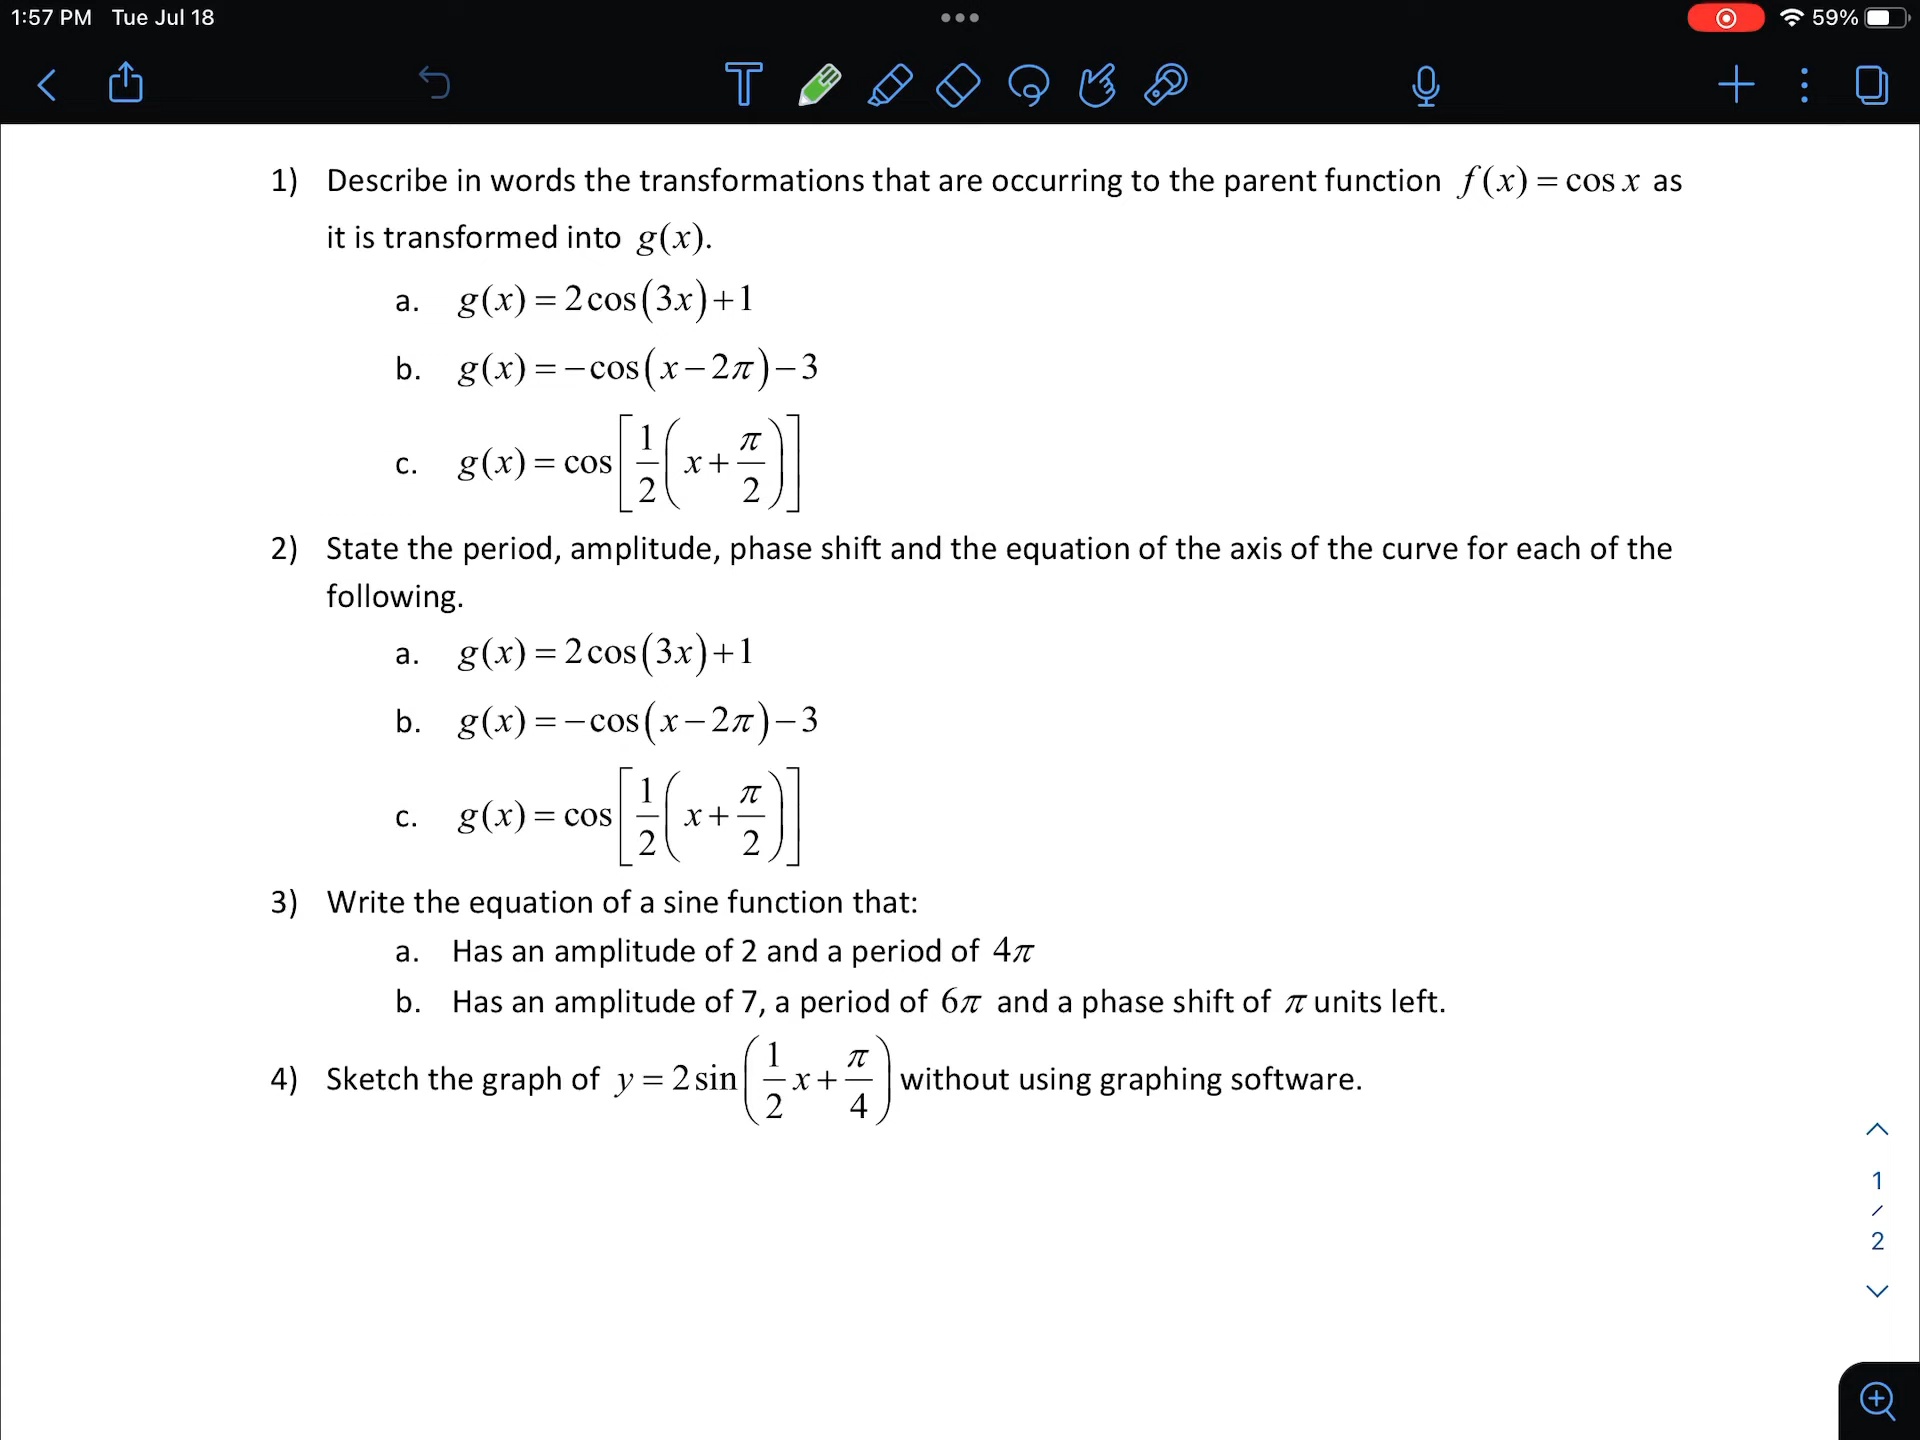 1:57 PM Tue Jul 18
59%
1) Describe in words the transformations that are occurring to the parent function f(x) = cos x as
it is transformed into g(x).
a. g(x) = 2cos(3x)+1
b. g(x) = −cos(x−2π)−3
c. g(x) = cos[1/2(x+π/2)]
2) State the period, amplitude, phase shift and the equation of the axis of the curve for each of the
following.
a. g(x) = 2cos(3x)+1
b. g(x) = −cos(x−2π)−3
c. g(x) = cos[1/2(x+π/2)]
3) Write the equation of a sine function that:
a. Has an amplitude of 2 and a period of 4π
b. Has an amplitude of 7, a period of 6π and a phase shift of π units left.
4) Sketch the graph of y = 2sin(1/2x+π/4) without using graphing software.
1
/
2